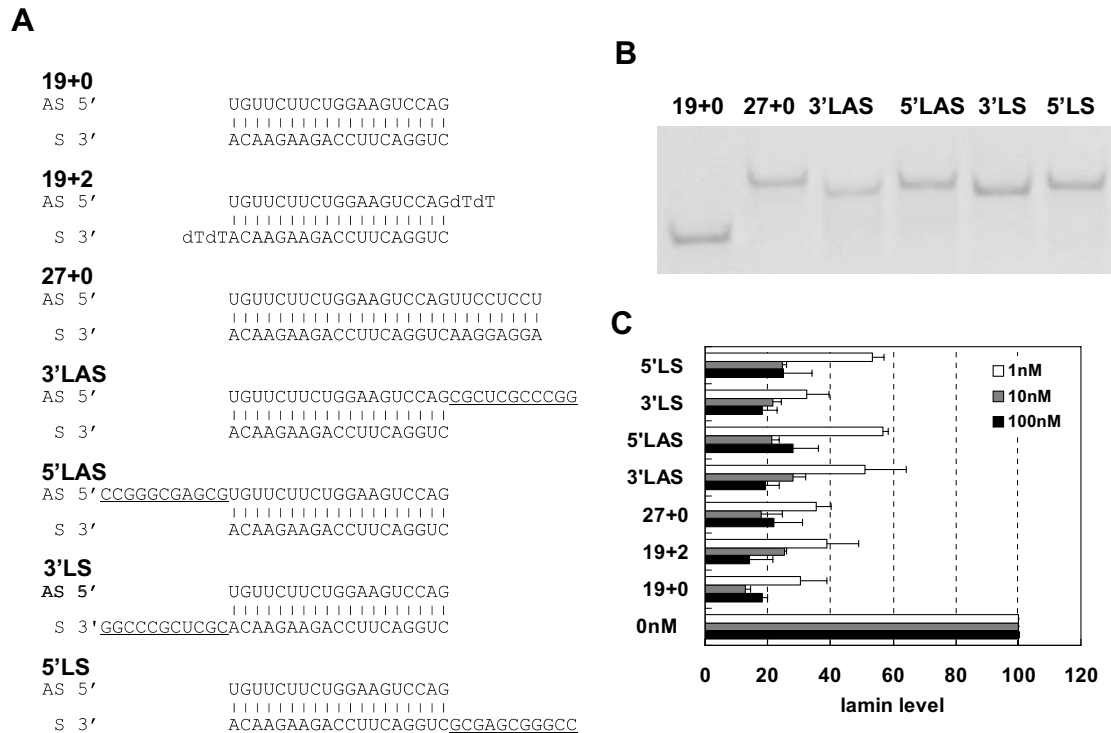 A
19+0
AS 5′ UGUUCUUCUGGAAGUCCAG
S 3′ ACAAGAAGACCUUCAGGUC
19+2
AS 5′ UGUUCUUCUGGAAGUCCAGdTdT
S 3′ dTdTACAAGAAGACCUUCAGGUC
27+0
AS 5′ UGUUCUUCUGGAAGUCCAGUUCCUCCU
S 3′ ACAAGAAGACCUUCAGGUCAAGGAGGA
3’LAS
AS 5′ UGUUCUUCUGGAAGUCCAGCGCUCGCCCGG
S 3′ ACAAGAAGACCUUCAGGUC
5’LAS
AS 5′CCGGGCGAGCGUGUUCUUCUGGAAGUCCAG
S 3′ ACAAGAAGACCUUCAGGUC
3’LS
AS 5′ UGUUCUUCUGGAAGUCCAG
S 3'GGCCCGCUCGCACAAGAAGACCUUCAGGUC
5’LS
AS 5′ UGUUCUUCUGGAAGUCCAG
S 3′ ACAAGAAGACCUUCAGGUCGCGAGCGGGCC
B
19+0 27+0 3’LAS 5’LAS 3’LS 5’LS
C
5'LS
3'LS
5'LAS
3'LAS
27+0
19+2
19+0
0nM
1nM
10nM
100nM
0 20 40 60 80 100 120
lamin level